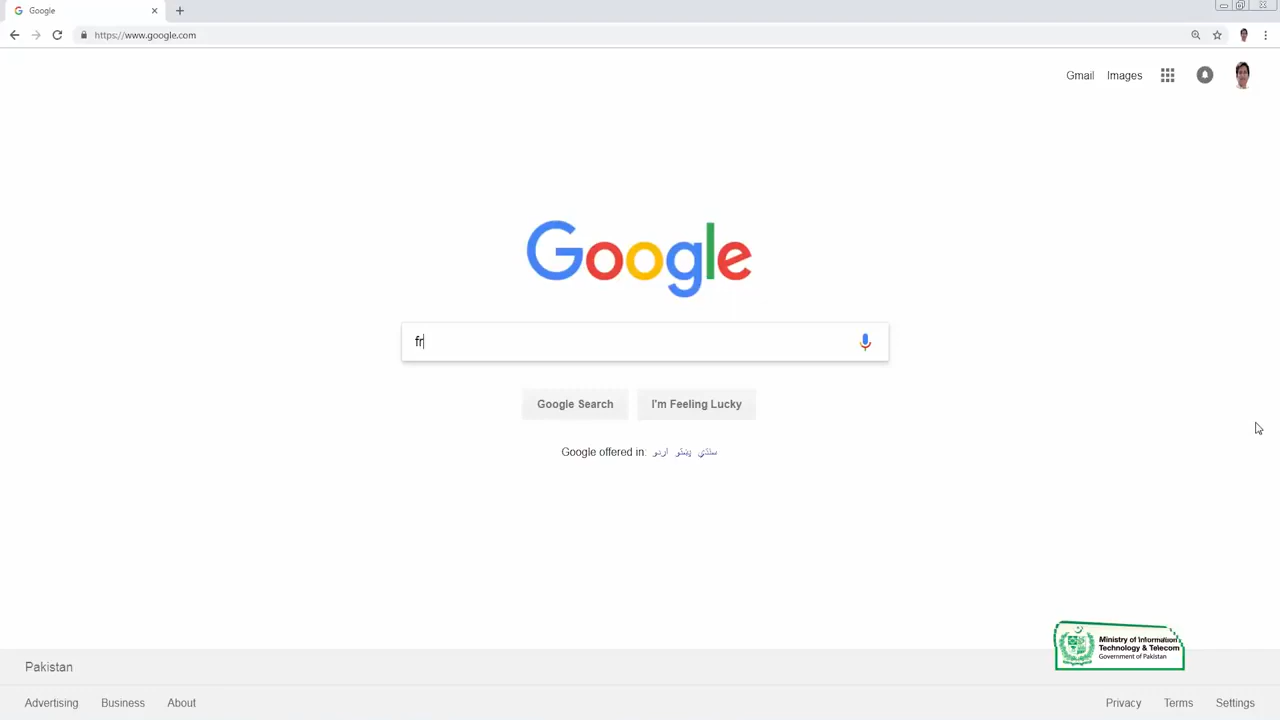 Google
https://www.google.com
Gmail Images
Google
fr
Google Search I'm Feeling Lucky
Google offered in: اردو پښتو سنڌي
Ministry of Information
Technology & Telecom
Government of Pakistan
Pakistan
Advertising Business About
Privacy Terms Settings